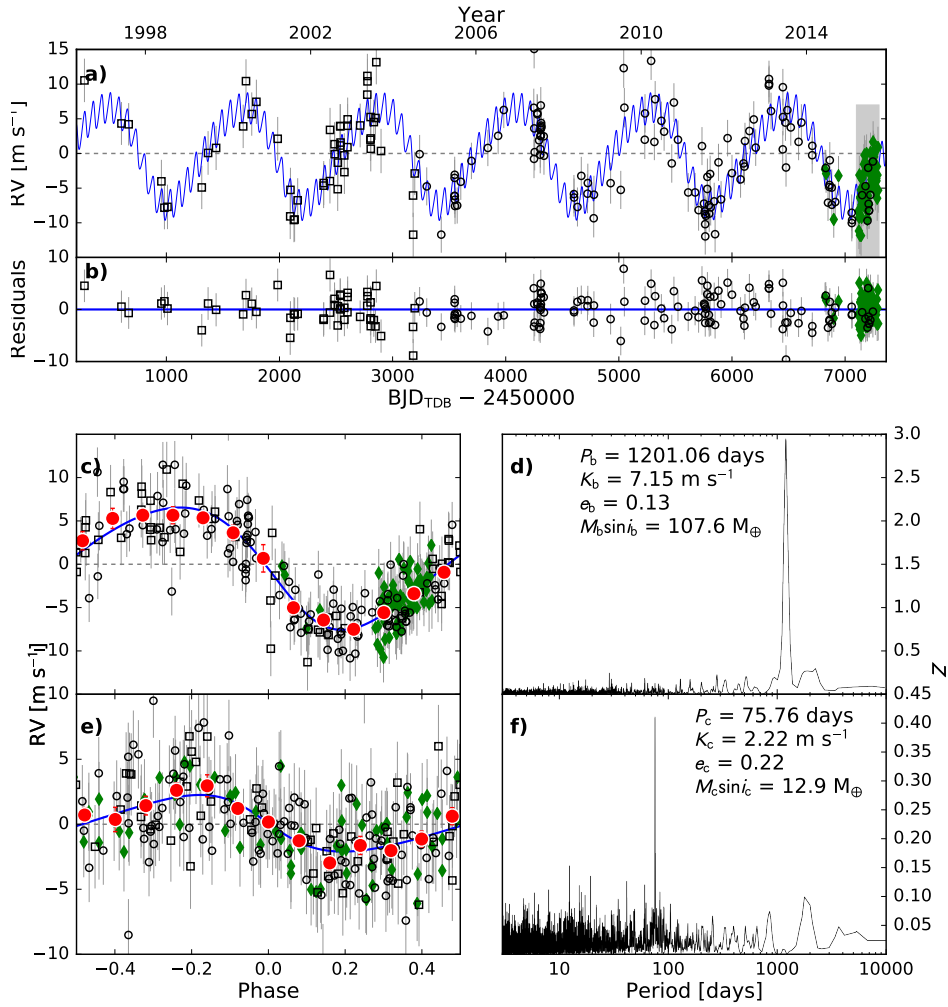 Year
1998 2002 2006 2010 2014
a)
15
10
5
0
−5
−10
RV [m s⁻¹]
b)
10
0
−10
Residuals
1000 2000 3000 4000 5000 6000 7000
BJD_TDB − 2450000
c)
10
5
0
−5
−10
RV [m s⁻¹]
d)
P_b = 1201.06 days
K_b = 7.15 m s⁻¹
e_b = 0.13
M_b sin i_b = 107.6 M_⊕
3.0
2.5
2.0
1.5
1.0
0.45
Z
e)
10
5
0
−5
−10
−0.4 −0.2 0.0 0.2 0.4
Phase
f)
P_c = 75.76 days
K_c = 2.22 m s⁻¹
e_c = 0.22
M_c sin i_c = 12.9 M_⊕
0.40
0.35
0.30
0.25
0.20
0.15
0.10
0.05
10 100 1000 10000
Period [days]